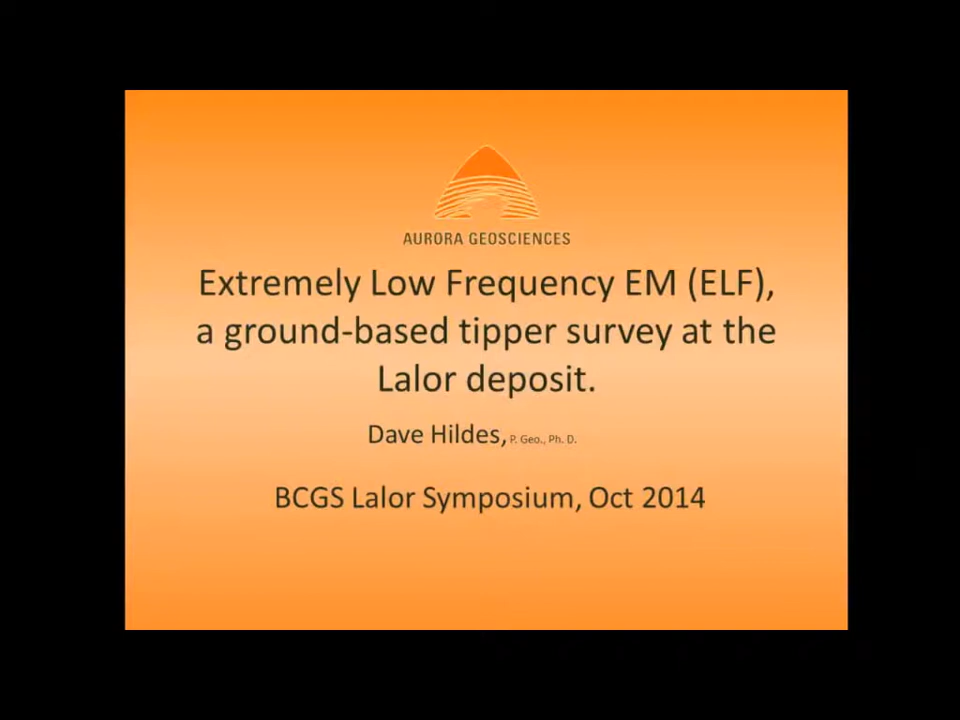 AURORA GEOSCIENCES
Extremely Low Frequency EM (ELF),
a ground-based tipper survey at the
Lalor deposit.
Dave Hildes, P. Geo., Ph. D.
BCGS Lalor Symposium, Oct 2014